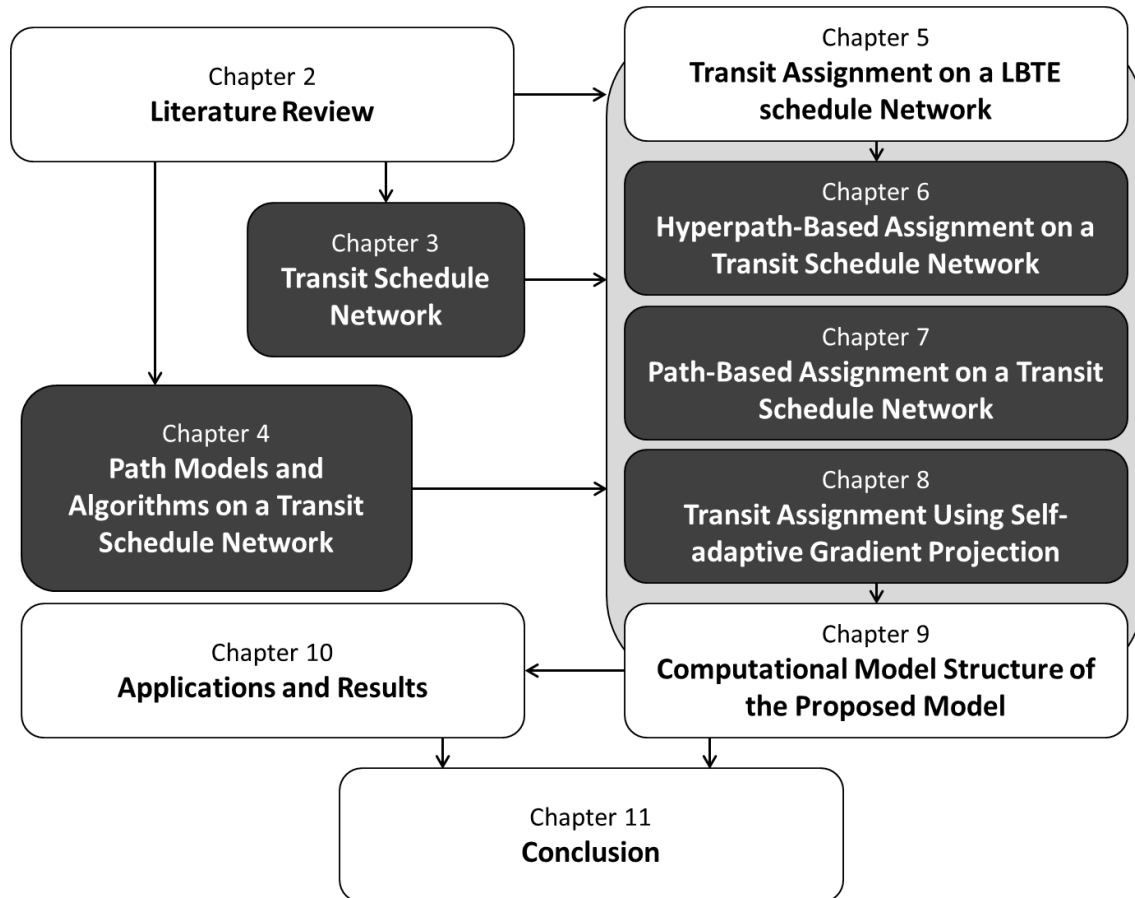 Chapter 2
Literature Review
Chapter 3
Transit Schedule
Network
Chapter 4
Path Models and
Algorithms on a Transit
Schedule Network
Chapter 5
Transit Assignment on a LBTE
schedule Network
Chapter 6
Hyperpath-Based Assignment on a
Transit Schedule Network
Chapter 7
Path-Based Assignment on a Transit
Schedule Network
Chapter 8
Transit Assignment Using Self-
adaptive Gradient Projection
Chapter 9
Computational Model Structure of
the Proposed Model
Chapter 10
Applications and Results
Chapter 11
Conclusion